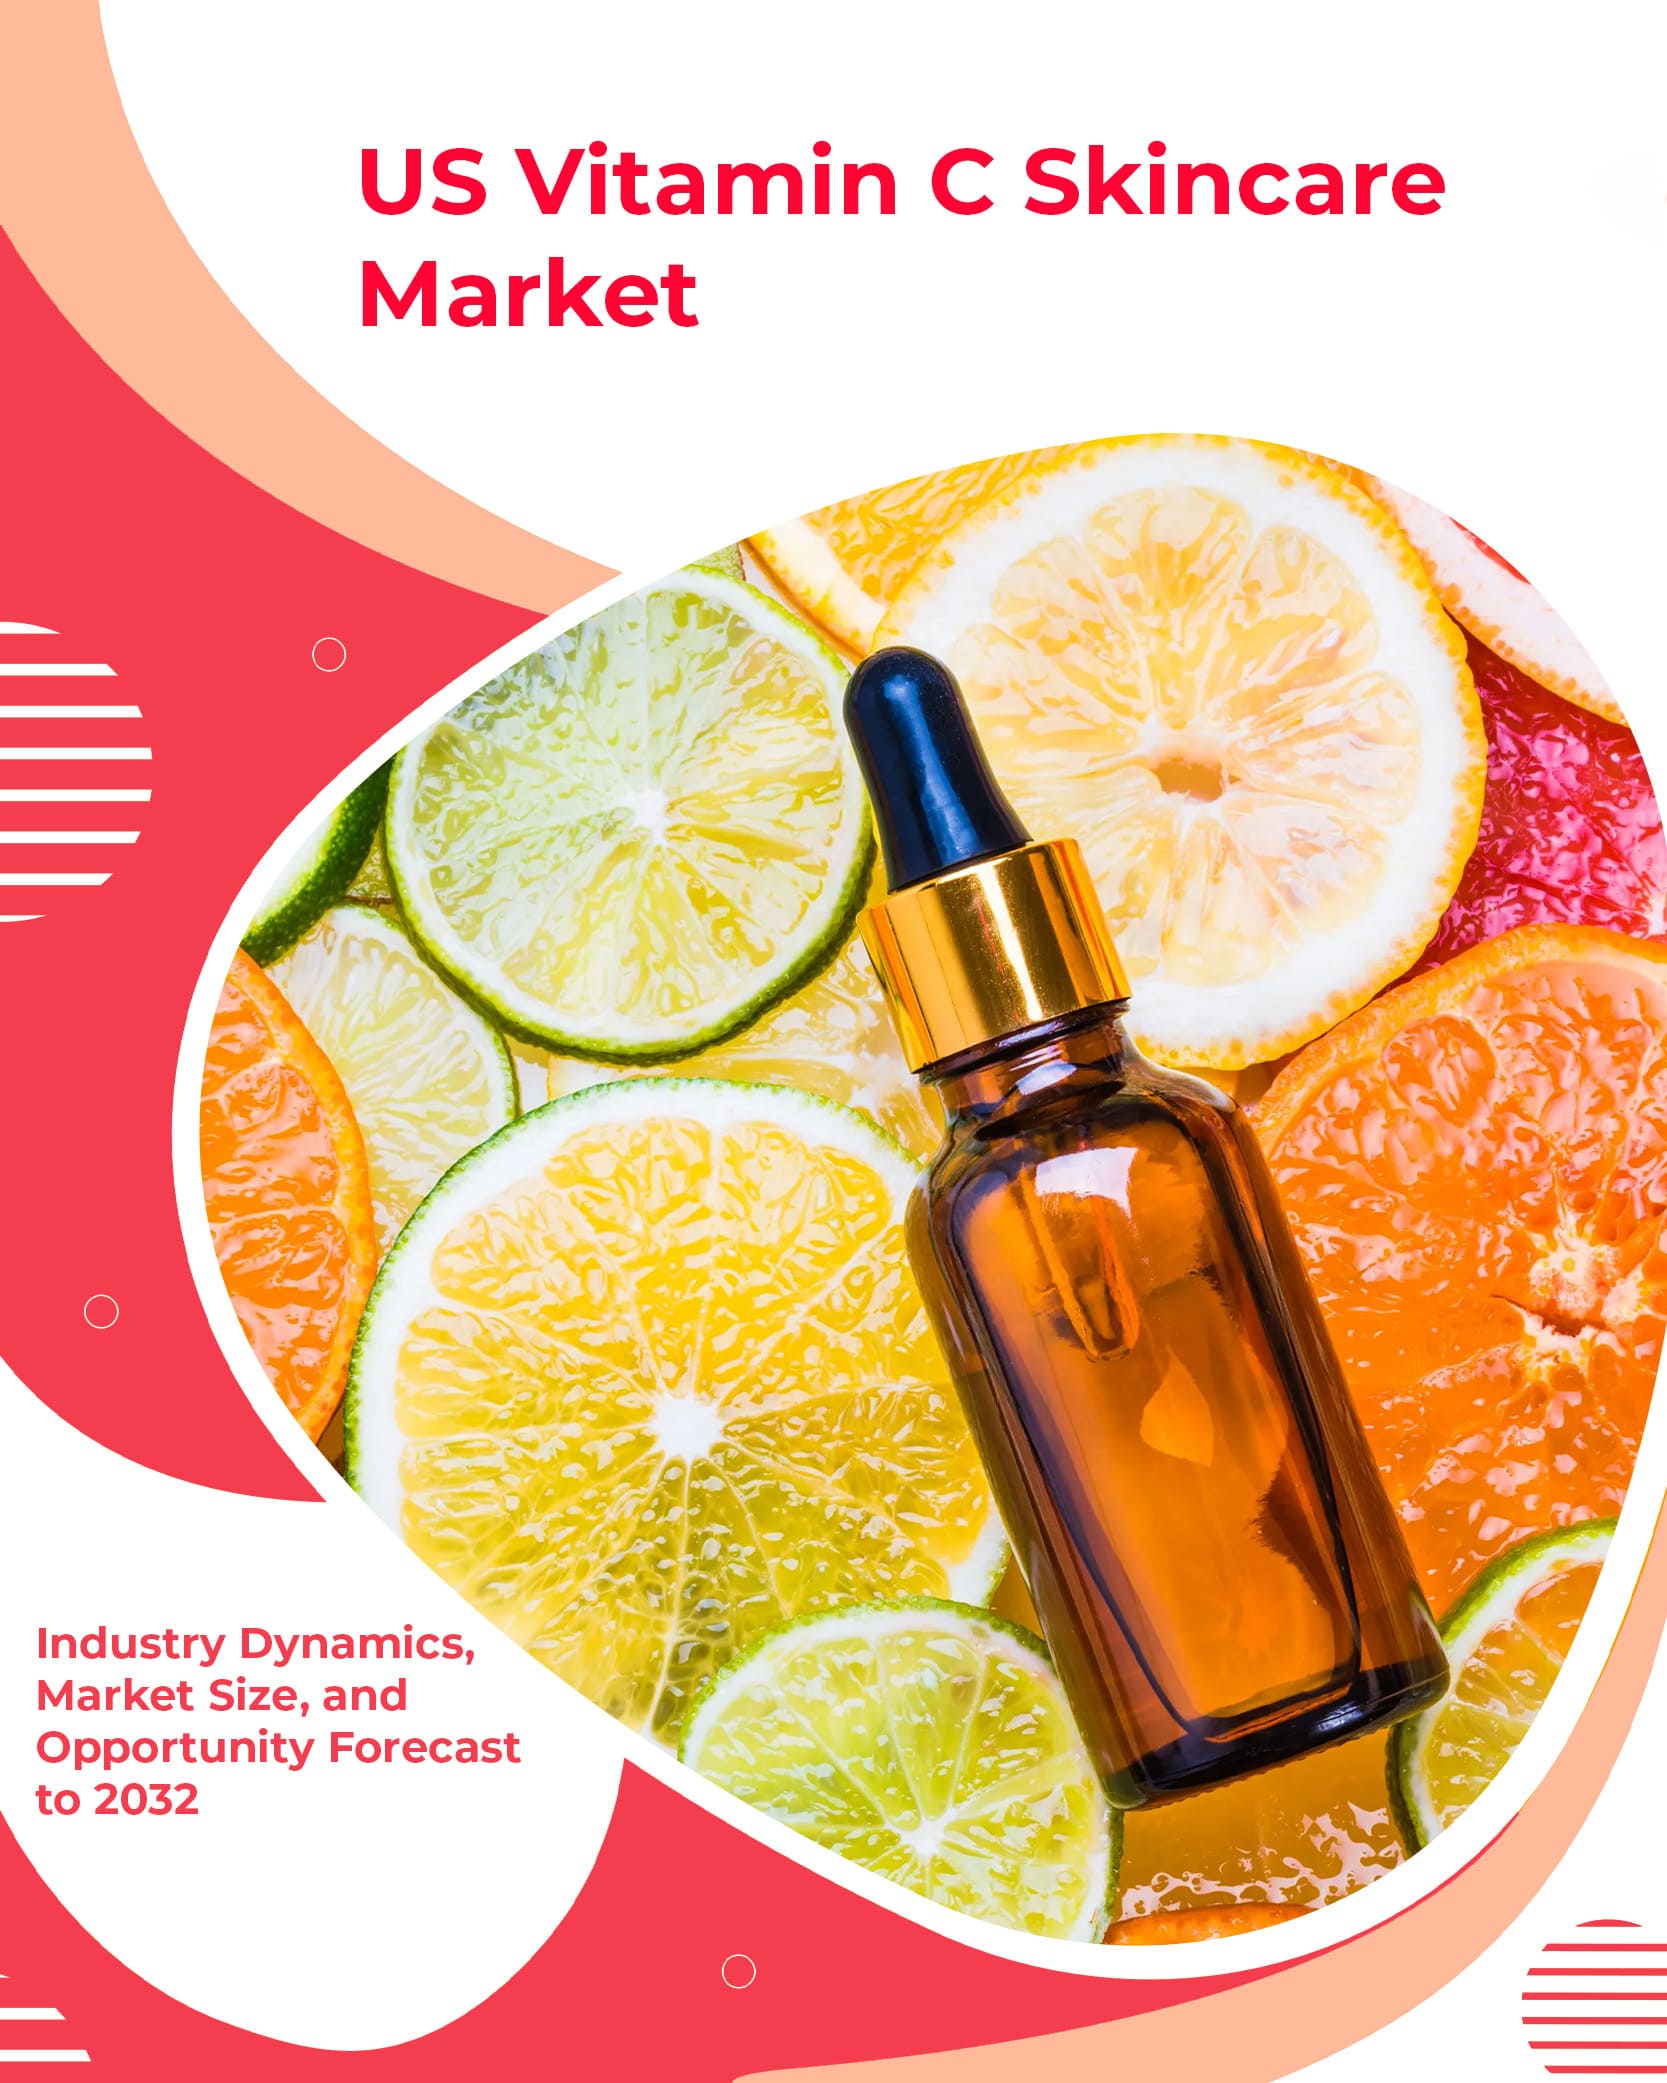 US Vitamin C Skincare
Market
Industry Dynamics,
Market Size, and
Opportunity Forecast
to 2032